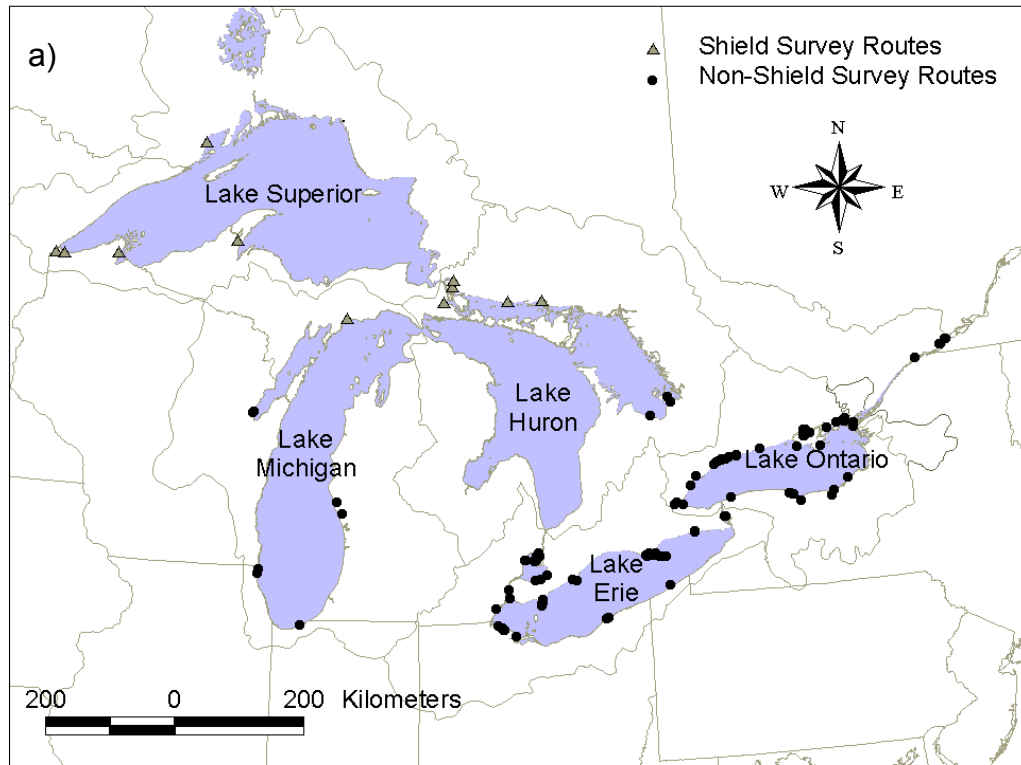 a)
Shield Survey Routes
Non-Shield Survey Routes
N
W E
S
Lake Superior
Lake
Huron
Lake
Michigan
Lake Ontario
Lake
Erie
200 0 200 Kilometers